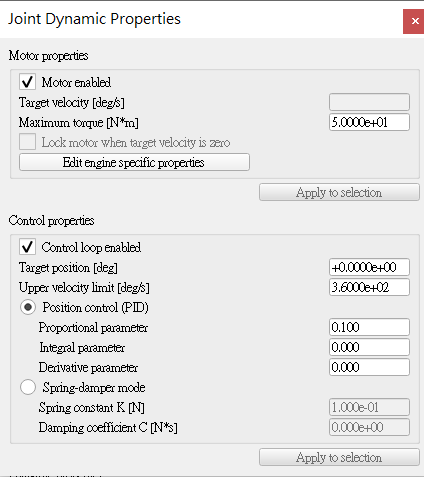 Joint Dynamic Properties
Motor properties
Motor enabled
Target velocity [deg/s]
Maximum torque [N*m] 5.0000e+01
Lock motor when target velocity is zero
Edit engine specific properties
Apply to selection
Control properties
Control loop enabled
Target position [deg] +0.0000e+00
Upper velocity limit [deg/s] 3.6000e+02
Position control (PID)
Proportional parameter 0.100
Integral parameter 0.000
Derivative parameter 0.000
Spring-damper mode
Spring constant K [N] 1.000e-01
Damping coefficient C [N*s] 0.000e+00
Apply to selection